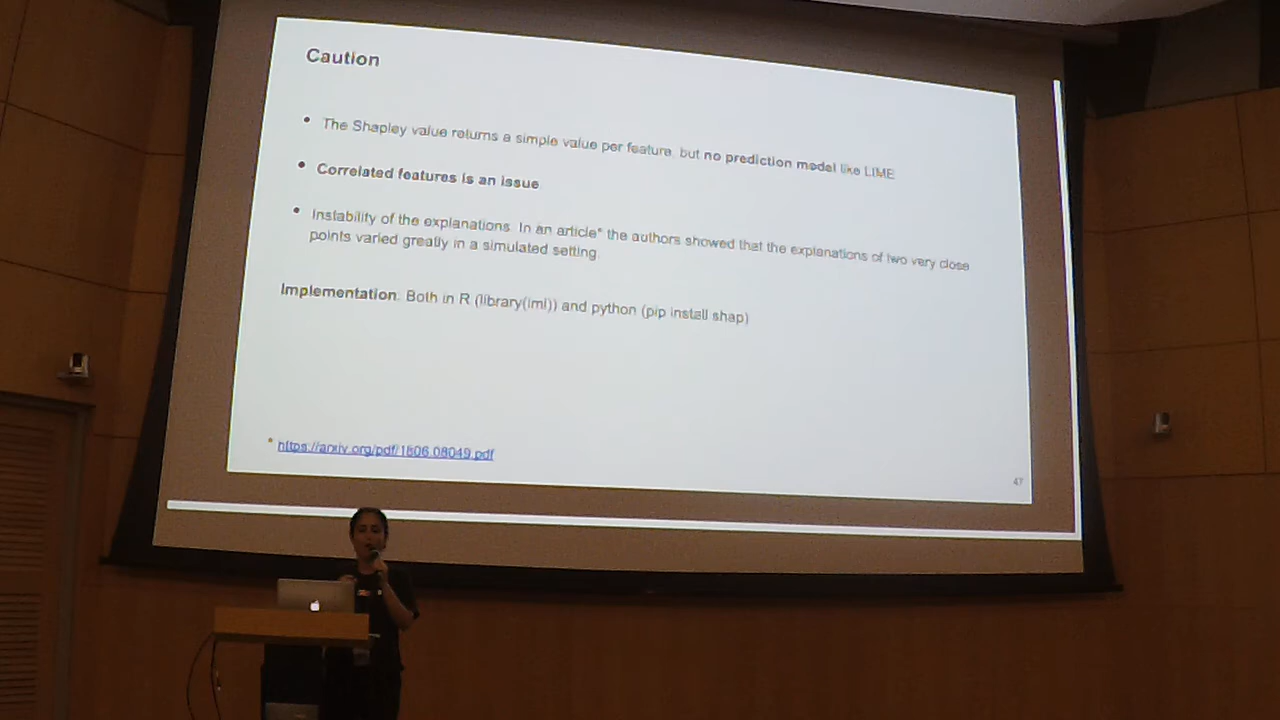 Caution
• The Shapley value returns a simple value per feature, but no prediction model like LIME
• Correlated features is an issue
• Instability of the explanations. In an article* the authors showed that the explanations of two very close
points varied greatly in a simulated setting.
Implementation: Both in R (library(iml)) and python (pip install shap)
* https://arxiv.org/pdf/1806.08049.pdf
47